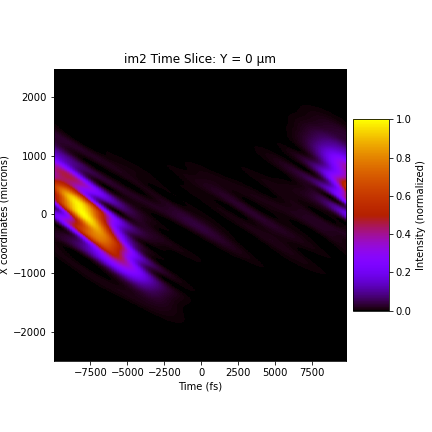 im2 Time Slice: Y = 0 μm
2000
1000
0
−1000
−2000
X coordinates (microns)
−7500 −5000 −2500 0 2500 5000 7500
Time (fs)
1.0
0.8
0.6
0.4
0.2
0.0
Intensity (normalized)